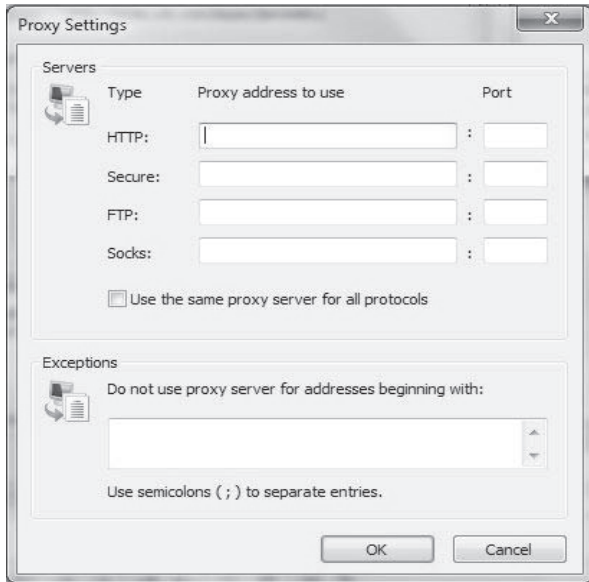 Proxy Settings
Servers
Type Proxy address to use Port
HTTP: :
Secure: :
FTP: :
Socks: :
Use the same proxy server for all protocols
Exceptions
Do not use proxy server for addresses beginning with:
Use semicolons ( ; ) to separate entries.
OK Cancel